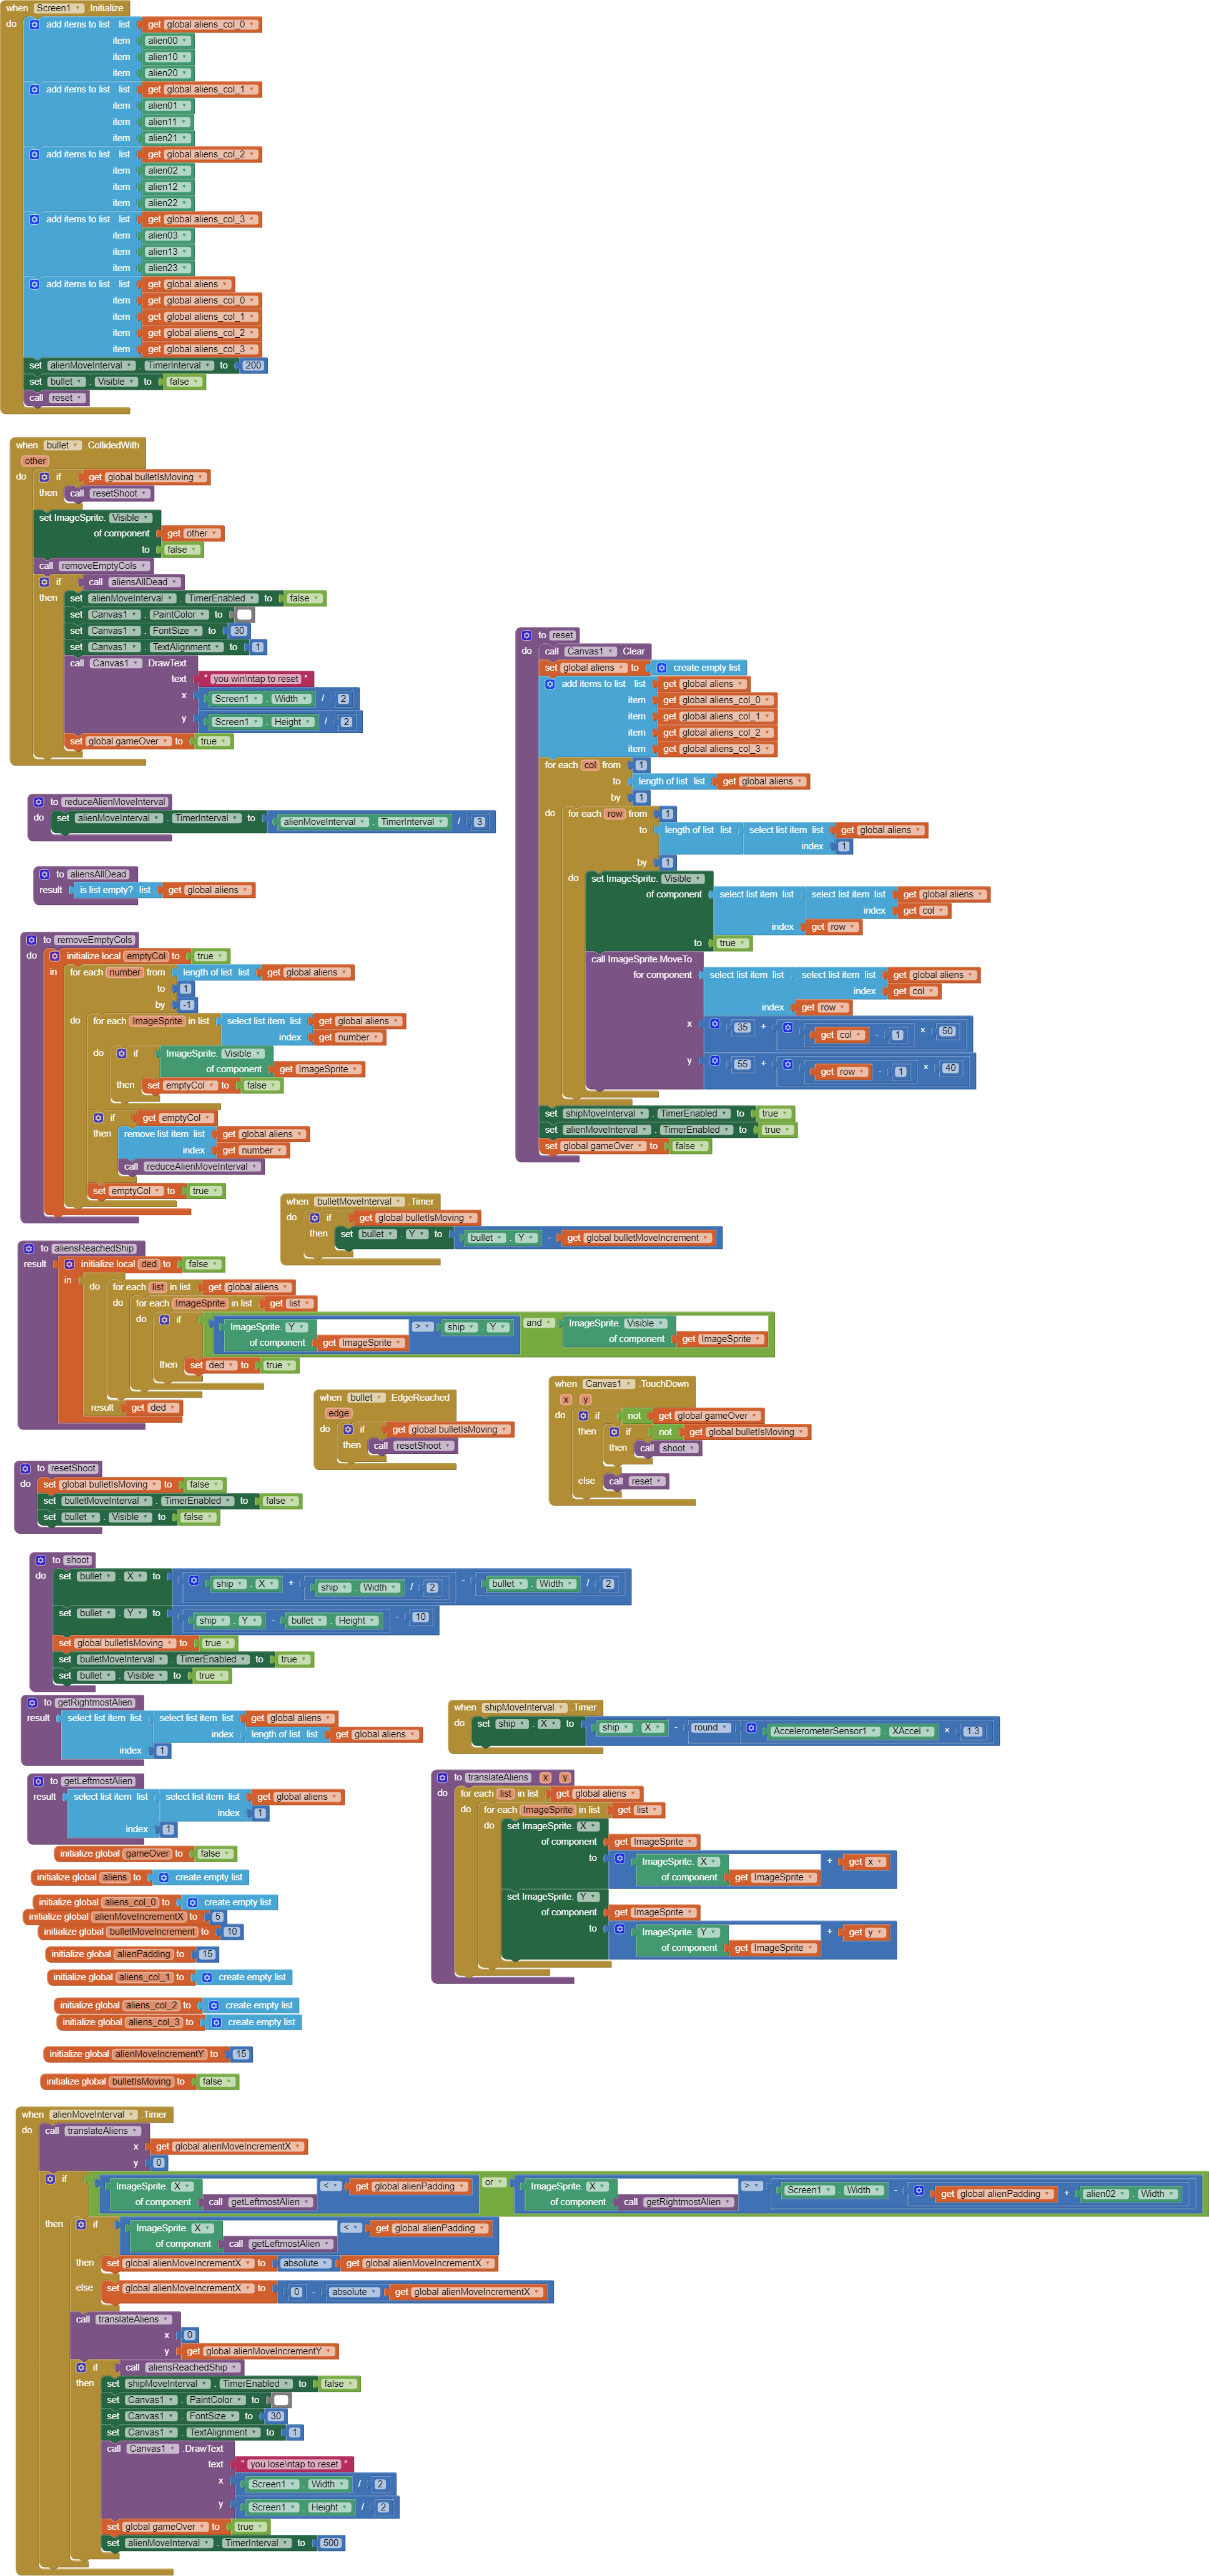 when Screen1 .Initialize
do add items to list list get global aliens_col_0
item alien00
item alien10
item alien20
add items to list list get global aliens_col_1
item alien01
item alien11
item alien21
add items to list list get global aliens_col_2
item alien02
item alien12
item alien22
add items to list list get global aliens_col_3
item alien03
item alien13
item alien23
add items to list list get global aliens
item get global aliens_col_0
item get global aliens_col_1
item get global aliens_col_2
item get global aliens_col_3
set alienMoveInterval . TimerInterval to 200
set bullet . Visible to false
call reset
when bullet .CollidedWith
other
do if get global bulletIsMoving
then call resetShoot
set ImageSprite. Visible
of component get other
to false
call removeEmptyCols
if call aliensAllDead
then set alienMoveInterval . TimerEnabled to false
set Canvas1 . PaintColor to
set Canvas1 . FontSize to 30
set Canvas1 . TextAlignment to 1
call Canvas1 .DrawText
text " you win\ntap to reset "
x Screen1 . Width / 2
y Screen1 . Height / 2
set global gameOver to true
to reset
do call Canvas1 .Clear
set global aliens to create empty list
add items to list list get global aliens
item get global aliens_col_0
item get global aliens_col_1
item get global aliens_col_2
item get global aliens_col_3
for each col from 1
to length of list list get global aliens
by 1
do for each row from 1
to length of list list select list item list get global aliens
index 1
by 1
do set ImageSprite. Visible
of component select list item list select list item list get global aliens
index get col
index get row
to true
call ImageSprite.MoveTo
for component select list item list select list item list get global aliens
index get col
index get row
x 35 + get col - 1 × 50
y 55 + get row - 1 × 40
set shipMoveInterval . TimerEnabled to true
set alienMoveInterval . TimerEnabled to true
set global gameOver to false
to reduceAlienMoveInterval
do set alienMoveInterval . TimerInterval to alienMoveInterval . TimerInterval / 3
to aliensAllDead
result is list empty? list get global aliens
to removeEmptyCols
do initialize local emptyCol to true
in for each number from length of list list get global aliens
to 1
by -1
do for each ImageSprite in list select list item list get global aliens
index get number
do if ImageSprite. Visible
of component get ImageSprite
then set emptyCol to false
if get emptyCol
then remove list item list get global aliens
index get number
call reduceAlienMoveInterval
set emptyCol to true
when bulletMoveInterval .Timer
do if get global bulletIsMoving
then set bullet . Y to bullet . Y - get global bulletMoveIncrement
to aliensReachedShip
result initialize local ded to false
in do for each list in list get global aliens
do for each ImageSprite in list get list
do if ImageSprite. Y > ship . Y and ImageSprite. Visible
of component get ImageSprite of component get ImageSprite
then set ded to true
result get ded
when bullet .EdgeReached
edge
do if get global bulletIsMoving
then call resetShoot
when Canvas1 .TouchDown
x y
do if not get global gameOver
then if not get global bulletIsMoving
then call shoot
else call reset
to resetShoot
do set global bulletIsMoving to false
set bulletMoveInterval . TimerEnabled to false
set bullet . Visible to false
to shoot
do set bullet . X to ship . X + ship . Width / 2 - bullet . Width / 2
set bullet . Y to ship . Y - bullet . Height - 10
set global bulletIsMoving to true
set bulletMoveInterval . TimerEnabled to true
set bullet . Visible to true
to getRightmostAlien
result select list item list select list item list get global aliens
index length of list list get global aliens
index 1
when shipMoveInterval .Timer
do set ship . X to ship . X - round AccelerometerSensor1 . XAccel × 1.3
to getLeftmostAlien
result select list item list select list item list get global aliens
index 1
index 1
to translateAliens x y
do for each list in list get global aliens
do for each ImageSprite in list get list
do set ImageSprite. X
of component get ImageSprite
to ImageSprite. X + get x
of component get ImageSprite
set ImageSprite. Y
of component get ImageSprite
to ImageSprite. Y + get y
of component get ImageSprite
initialize global gameOver to false
initialize global aliens to create empty list
initialize global aliens_col_0 to create empty list
initialize global alienMoveIncrementX to 5
initialize global bulletMoveIncrement to 10
initialize global alienPadding to 15
initialize global aliens_col_1 to create empty list
initialize global aliens_col_2 to create empty list
initialize global aliens_col_3 to create empty list
initialize global alienMoveIncrementY to 15
initialize global bulletIsMoving to false
when alienMoveInterval .Timer
do call translateAliens
x get global alienMoveIncrementX
y 0
if ImageSprite. X < get global alienPadding or ImageSprite. X > Screen1 . Width - get global alienPadding + alien02 . Width
of component call getLeftmostAlien of component call getRightmostAlien
then if ImageSprite. X < get global alienPadding
of component call getLeftmostAlien
then set global alienMoveIncrementX to absolute get global alienMoveIncrementX
else set global alienMoveIncrementX to 0 - absolute get global alienMoveIncrementX
call translateAliens
x 0
y get global alienMoveIncrementY
if call aliensReachedShip
then set shipMoveInterval . TimerEnabled to false
set Canvas1 . PaintColor to
set Canvas1 . FontSize to 30
set Canvas1 . TextAlignment to 1
call Canvas1 .DrawText
text " you lose\ntap to reset "
x Screen1 . Width / 2
y Screen1 . Height / 2
set global gameOver to true
set alienMoveInterval . TimerInterval to 500